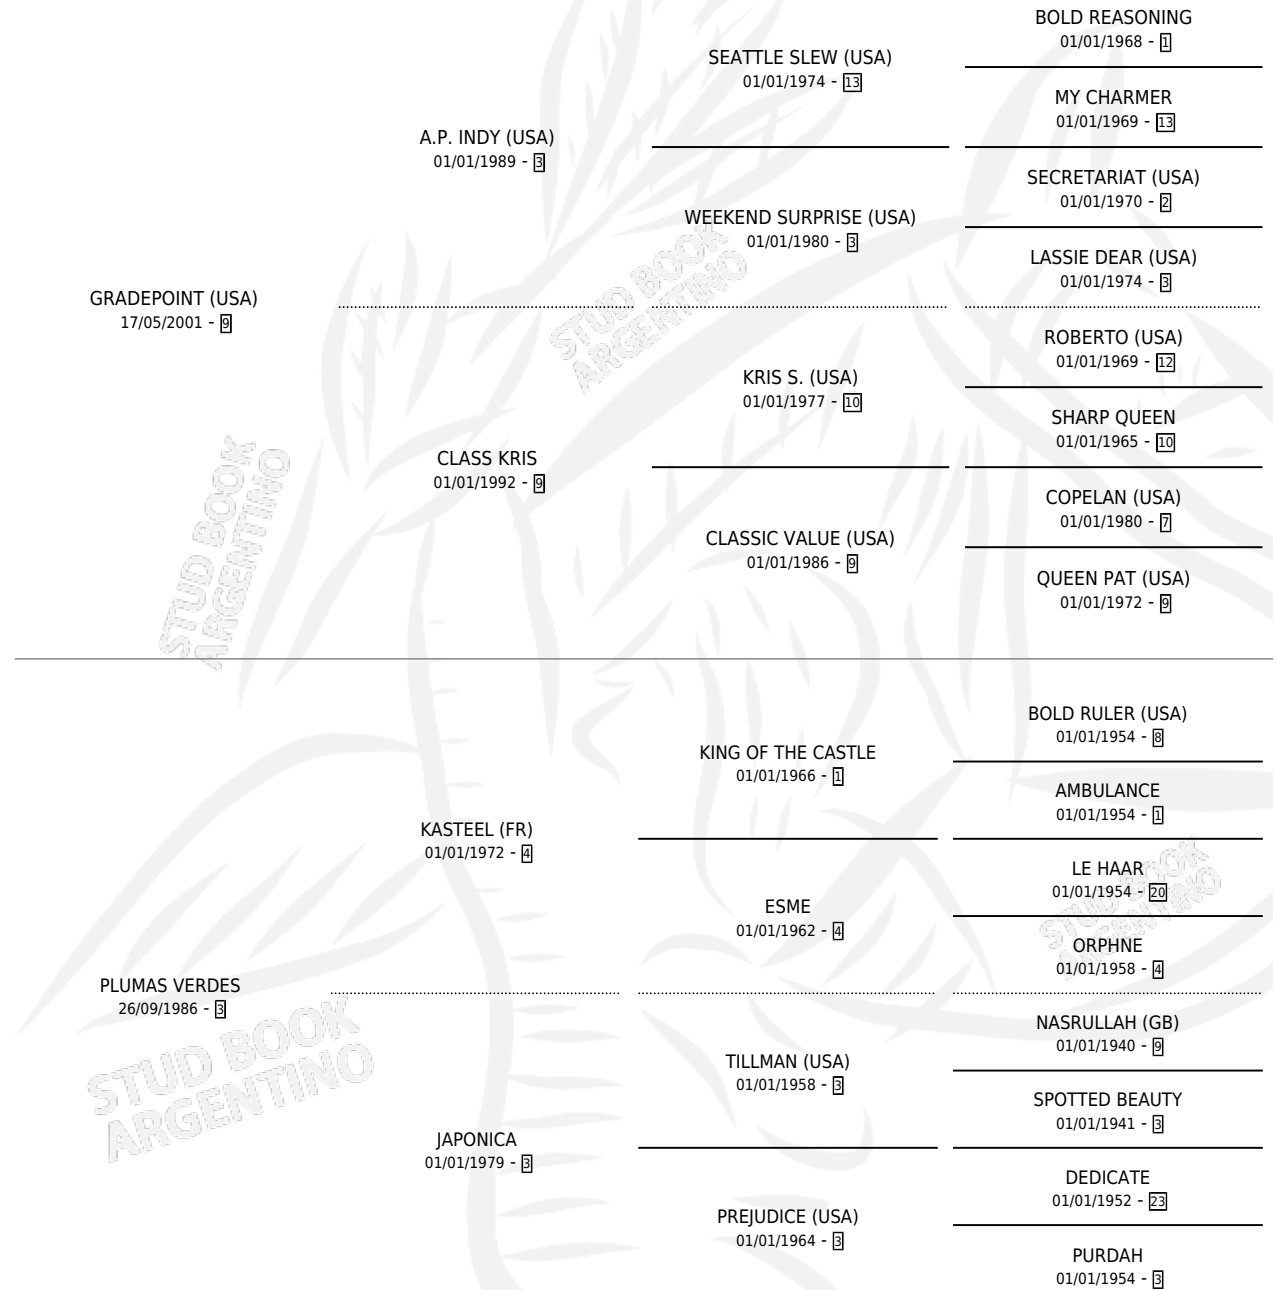 BOLD REASONING
01/01/1968 - 1
SEATTLE SLEW (USA)
01/01/1974 - 13
MY CHARMER
01/01/1969 - 13
A.P. INDY (USA)
01/01/1989 - 3
SECRETARIAT (USA)
01/01/1970 - 2
WEEKEND SURPRISE (USA)
01/01/1980 - 3
LASSIE DEAR (USA)
01/01/1974 - 3
GRADEPOINT (USA)
17/05/2001 - 9
ROBERTO (USA)
01/01/1969 - 12
KRIS S. (USA)
01/01/1977 - 10
SHARP QUEEN
01/01/1965 - 10
CLASS KRIS
01/01/1992 - 9
COPELAN (USA)
01/01/1980 - 7
CLASSIC VALUE (USA)
01/01/1986 - 9
QUEEN PAT (USA)
01/01/1972 - 9
BOLD RULER (USA)
01/01/1954 - 8
KING OF THE CASTLE
01/01/1966 - 1
AMBULANCE
01/01/1954 - 1
KASTEEL (FR)
01/01/1972 - 4
LE HAAR
01/01/1954 - 20
ESME
01/01/1962 - 4
ORPHNE
01/01/1958 - 4
PLUMAS VERDES
26/09/1986 - 3
NASRULLAH (GB)
01/01/1940 - 9
TILLMAN (USA)
01/01/1958 - 3
SPOTTED BEAUTY
01/01/1941 - 3
JAPONICA
01/01/1979 - 3
DEDICATE
01/01/1952 - 23
PREJUDICE (USA)
01/01/1964 - 3
PURDAH
01/01/1954 - 3
STUD BOOK
ARGENTINO
STUD BOOK
ARGENTINO
STUD BOOK
ARGENTINO
STUD BOOK
ARGENTINO